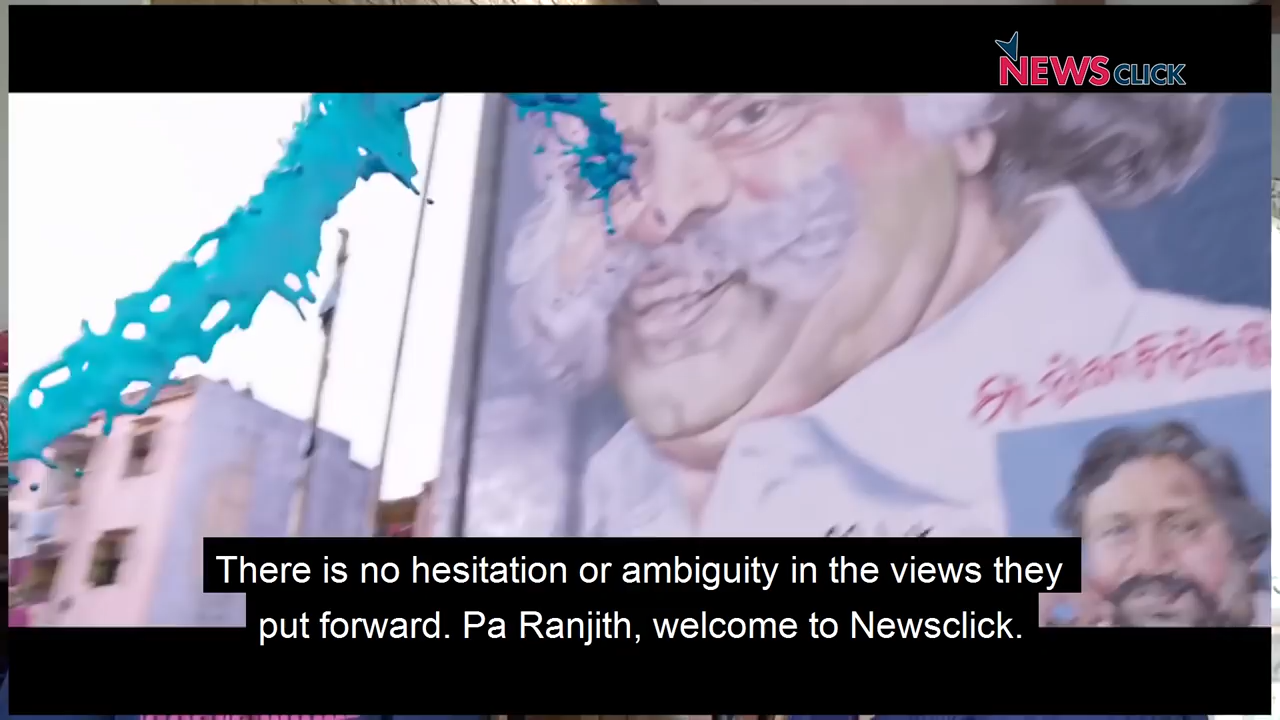 NEWSCLICK
There is no hesitation or ambiguity in the views they
put forward. Pa Ranjith, welcome to Newsclick.